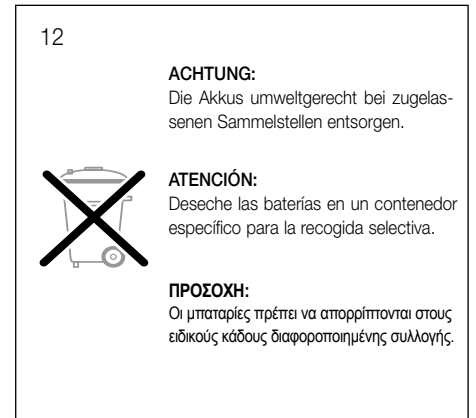 12
ACHTUNG:
Die Akkus umweltgerecht bei zugelas-
senen Sammelstellen entsorgen.
ATENCIÓN:
Deseche las baterías en un contenedor
específico para la recogida selectiva.
ΠΡΟΣΟΧΗ:
Οι μπαταρίες πρέπει να απορρίπτονται στους
ειδικούς κάδους διαφοροποιημένης συλλογής.